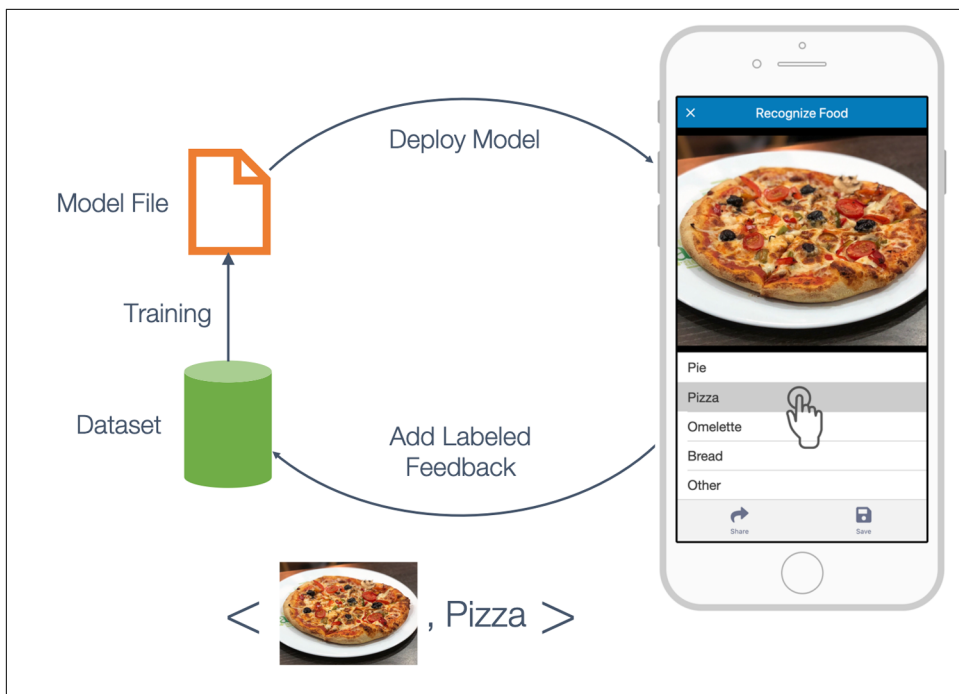 Recognize Food
Deploy Model
Model File
Training
Dataset
Add Labeled
Feedback
Pie
Pizza
Omelette
Bread
Other
Share
Save
< , Pizza >